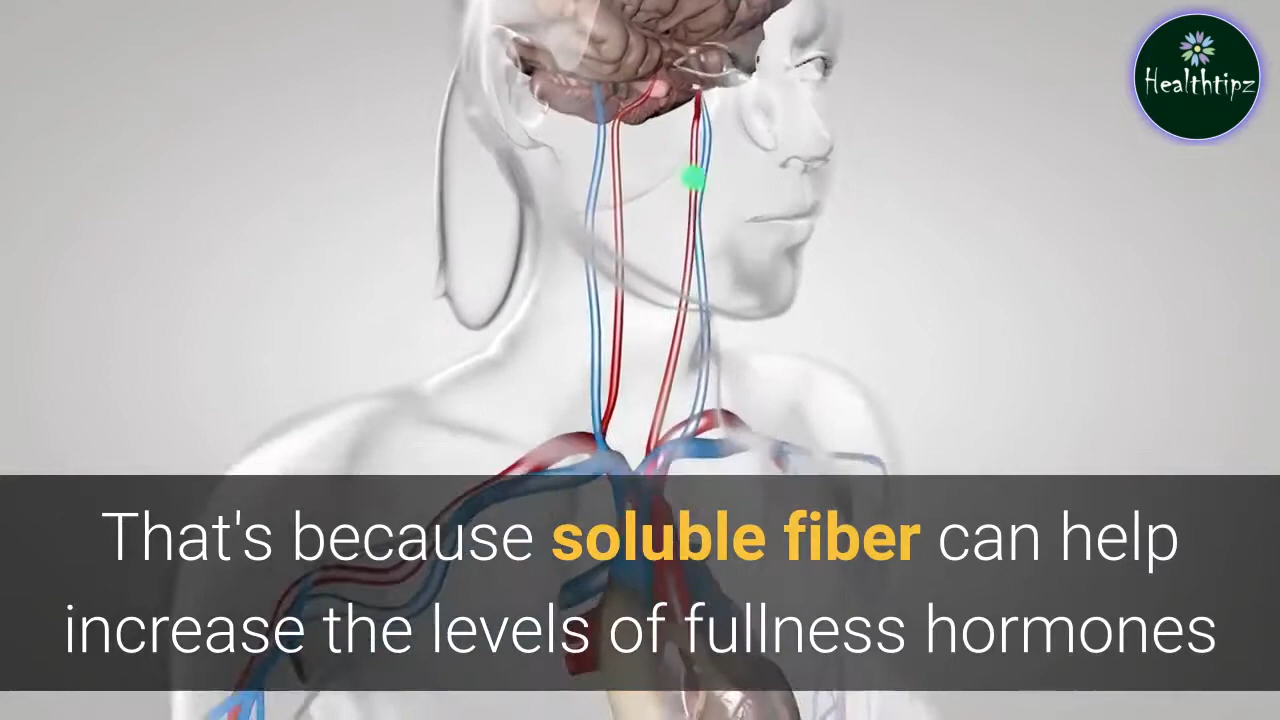 Healthtipz
That's because soluble fiber can help
increase the levels of fullness hormones